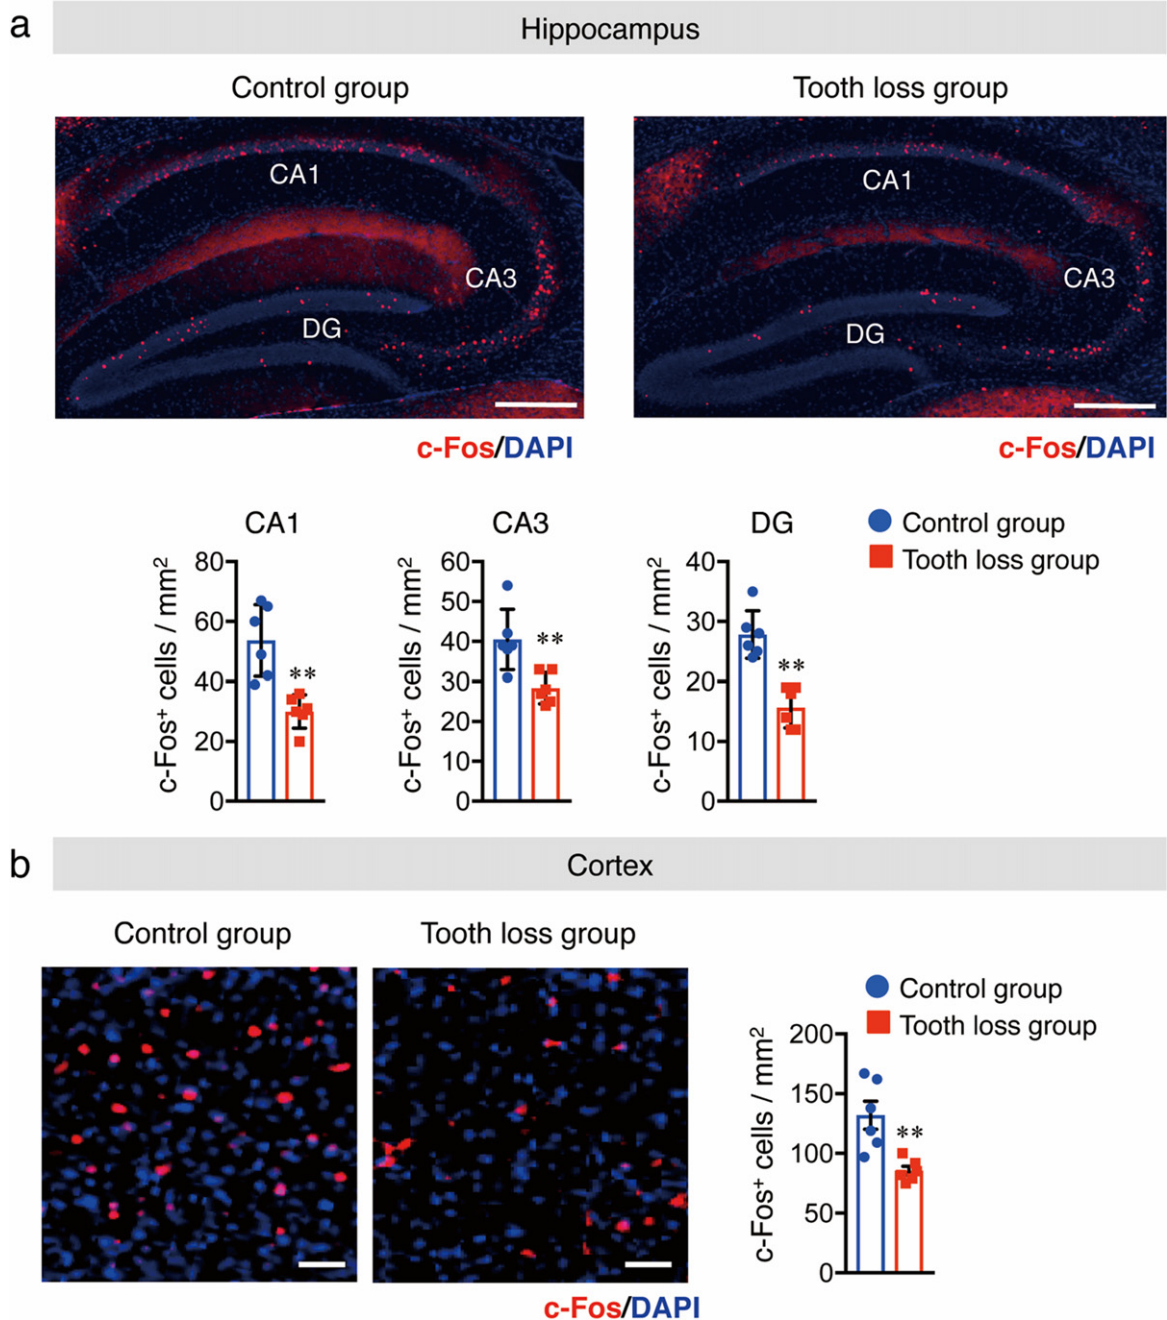 a
Hippocampus
Control group
Tooth loss group
CA1
CA3
DG
CA1
CA3
DG
c-Fos/DAPI
c-Fos/DAPI
CA1
c-Fos⁺ cells / mm²
80
60
40
20
0
**
CA3
c-Fos⁺ cells / mm²
60
50
40
30
20
10
0
**
DG
c-Fos⁺ cells / mm²
40
30
20
10
0
**
Control group
Tooth loss group
b
Cortex
Control group
Tooth loss group
c-Fos/DAPI
Control group
Tooth loss group
c-Fos⁺ cells / mm²
200
150
100
50
0
**